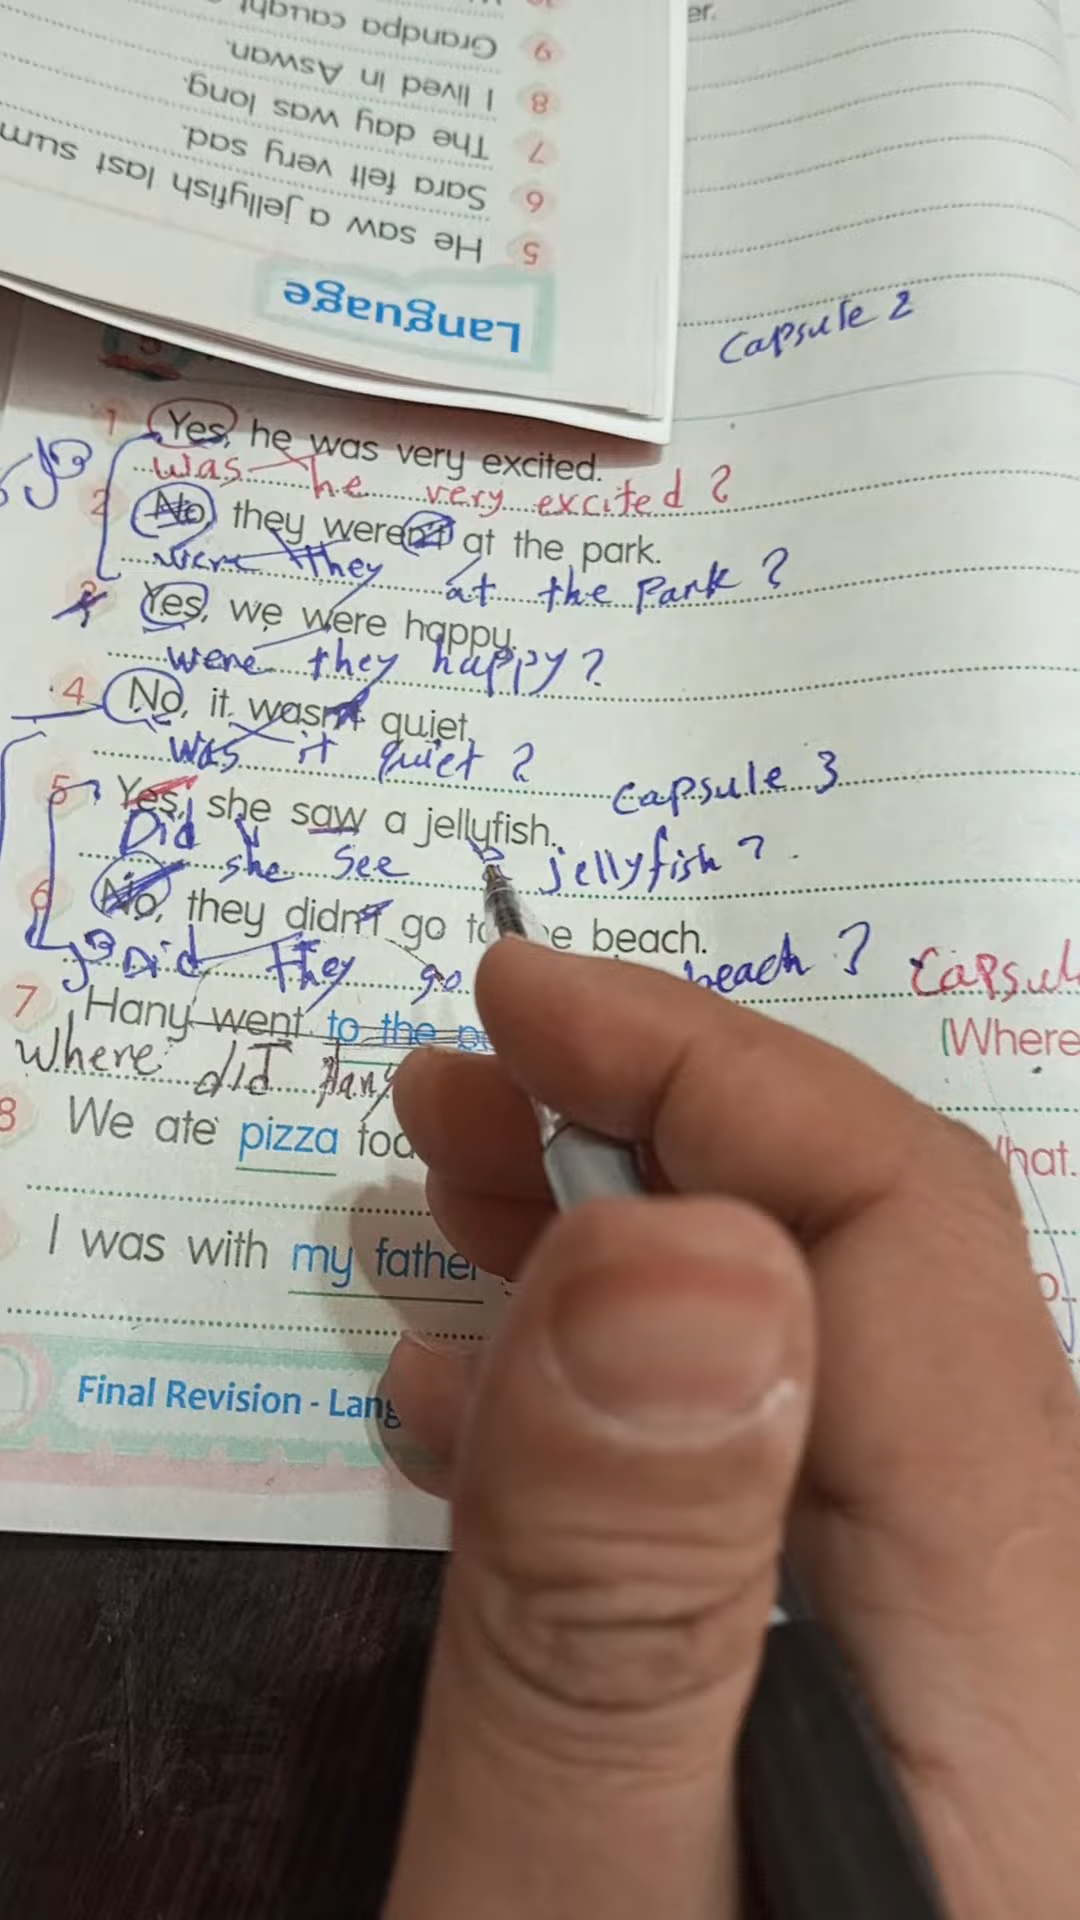 er.
Grandpa caught
9
I lived in Aswan.
8
The day was long.
7
Sara felt very sad.
6
He saw a jellyfish last sum
5
Language
Capsule 2
1 Yes, he was very excited.
was he very excited ?
2 No, they weren't at the park.
were they at the Park ?
3 Yes, we were happy.
were they happy ?
4 No, it wasn't quiet.
was it quiet ?
Capsule 3
5 Yes, she saw a jellyfish.
Did she see a jellyfish ?
6 No, they didn't go to the beach.
Did they go beach ?
Capsul
7 Hany went to the p
(Where
Where did Hany
8 We ate pizza tod
hat.
I was with my father
o
Final Revision - Lang